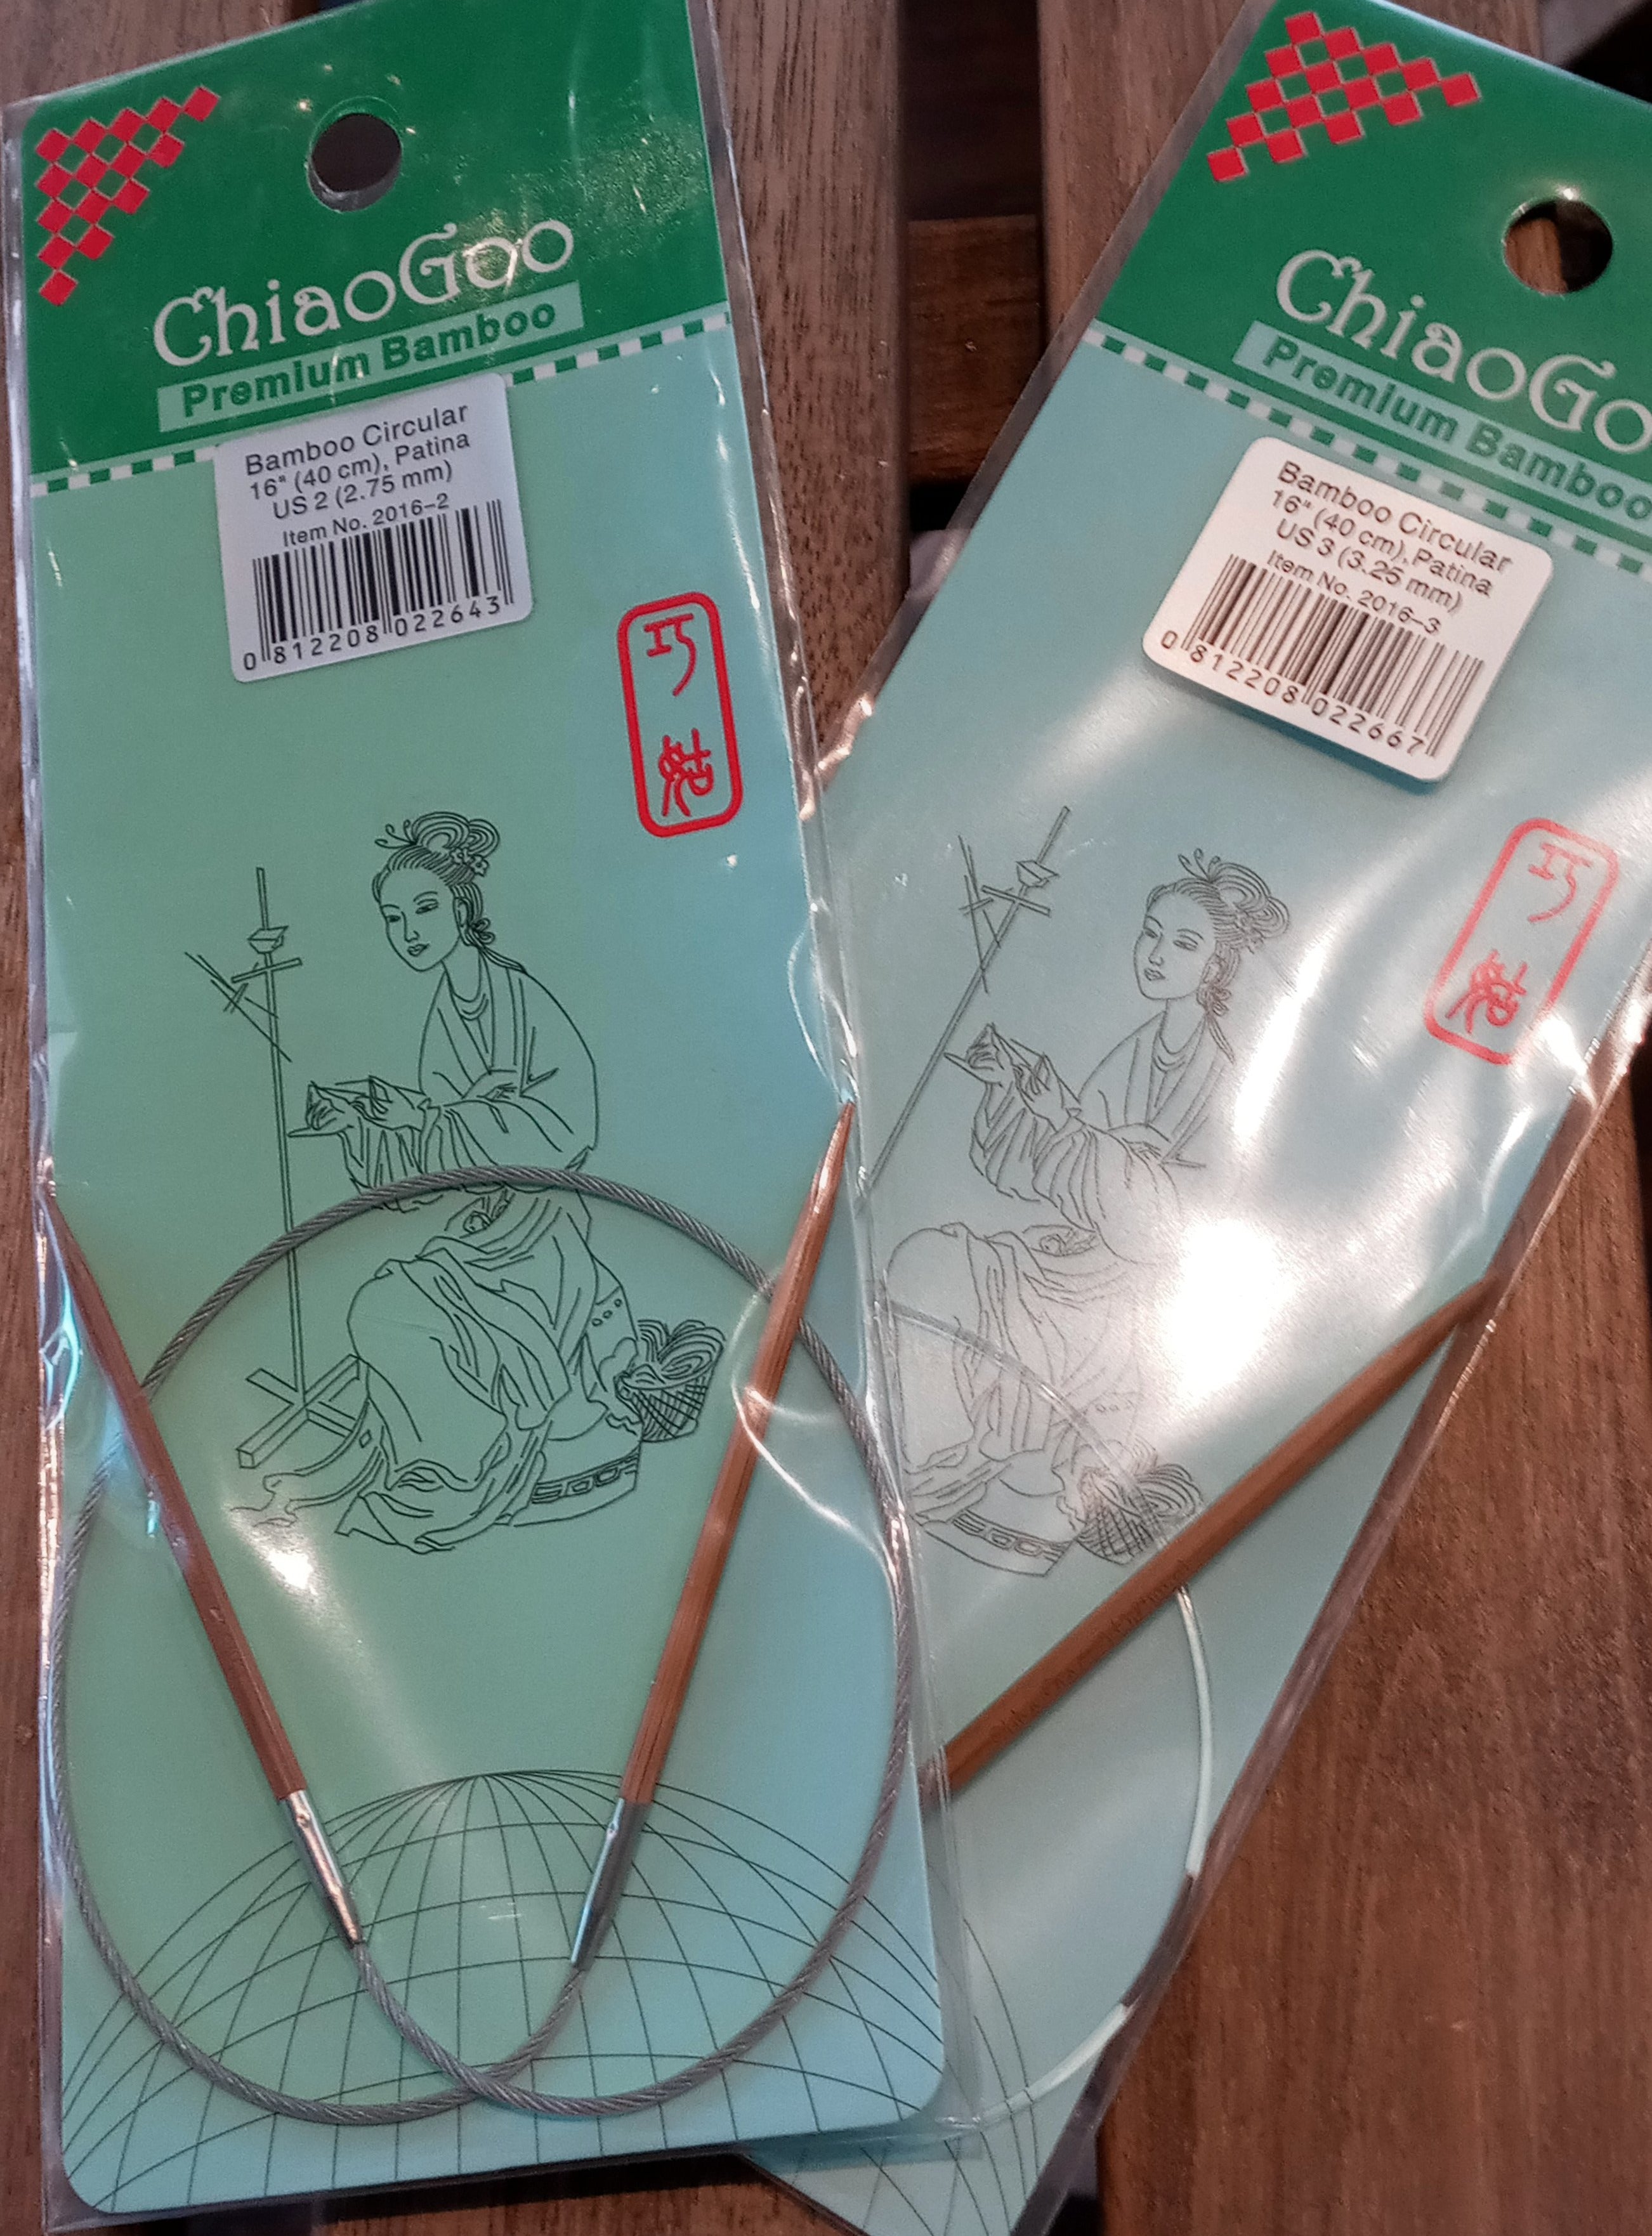 ChiaoGoo
Premium Bamboo
Bamboo Circular
16" (40 cm), Patina
US 2 (2.75 mm)
Item No. 2016-2
0 812208 022643
巧
姑
ChiaoGo
Premium Bamboo
Bamboo Circular
16" (40 cm), Patina
US 3 (3.25 mm)
Item No. 2016-3
0 812208 022667
巧
姑